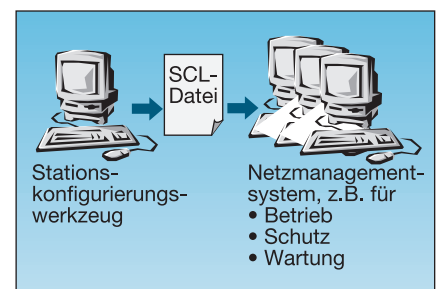 SCL-
Datei
Stations-
konfigurierungs-
werkzeug
Netzmanagement-
system, z.B. für
• Betrieb
• Schutz
• Wartung